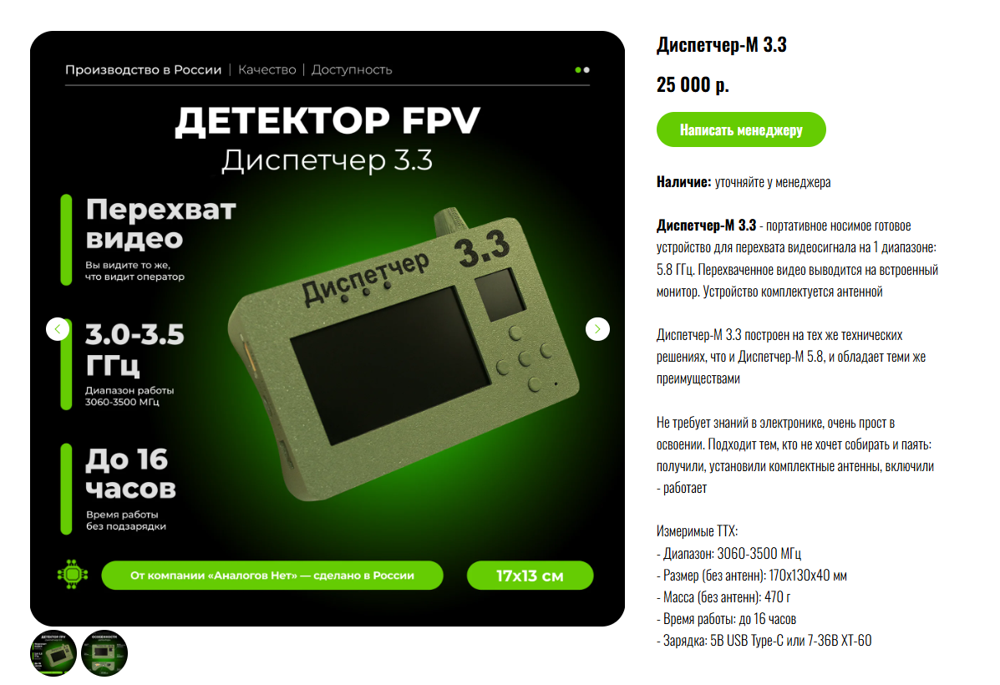 Производство в России | Качество | Доступность
ДЕТЕКТОР FPV
Диспетчер 3.3
Перехват
видео
Вы видите то же,
что видит оператор
3.0-3.5
ГГц
Диапазон работы
3060-3500 МГц
До 16
часов
Время работы
без подзарядки
Диспетчер 3.3
От компании «Аналогов Нет» — сделано в России
17x13 см
ДЕТЕКТОР FPV
Перехват
видео
ОСОБЕННОСТИ
Диспетчер-М 3.3
25 000 р.
Написать менеджеру
Наличие: уточняйте у менеджера
Диспетчер-М 3.3 - портативное носимое готовое
устройство для перехвата видеосигнала на 1 диапазоне:
5.8 ГГц. Перехваченное видео выводится на встроенный
монитор. Устройство комплектуется антенной
Диспетчер-М 3.3 построен на тех же технических
решениях, что и Диспетчер-М 5.8, и обладает теми же
преимуществами
Не требует знаний в электронике, очень прост в
освоении. Подходит тем, кто не хочет собирать и паять:
получили, установили комплектные антенны, включили
- работает
Измеримые ТТХ:
- Диапазон: 3060-3500 МГц
- Размер (без антенн): 170х130х40 мм
- Масса (без антенн): 470 г
- Время работы: до 16 часов
- Зарядка: 5В USB Type-C или 7-36В XT-60